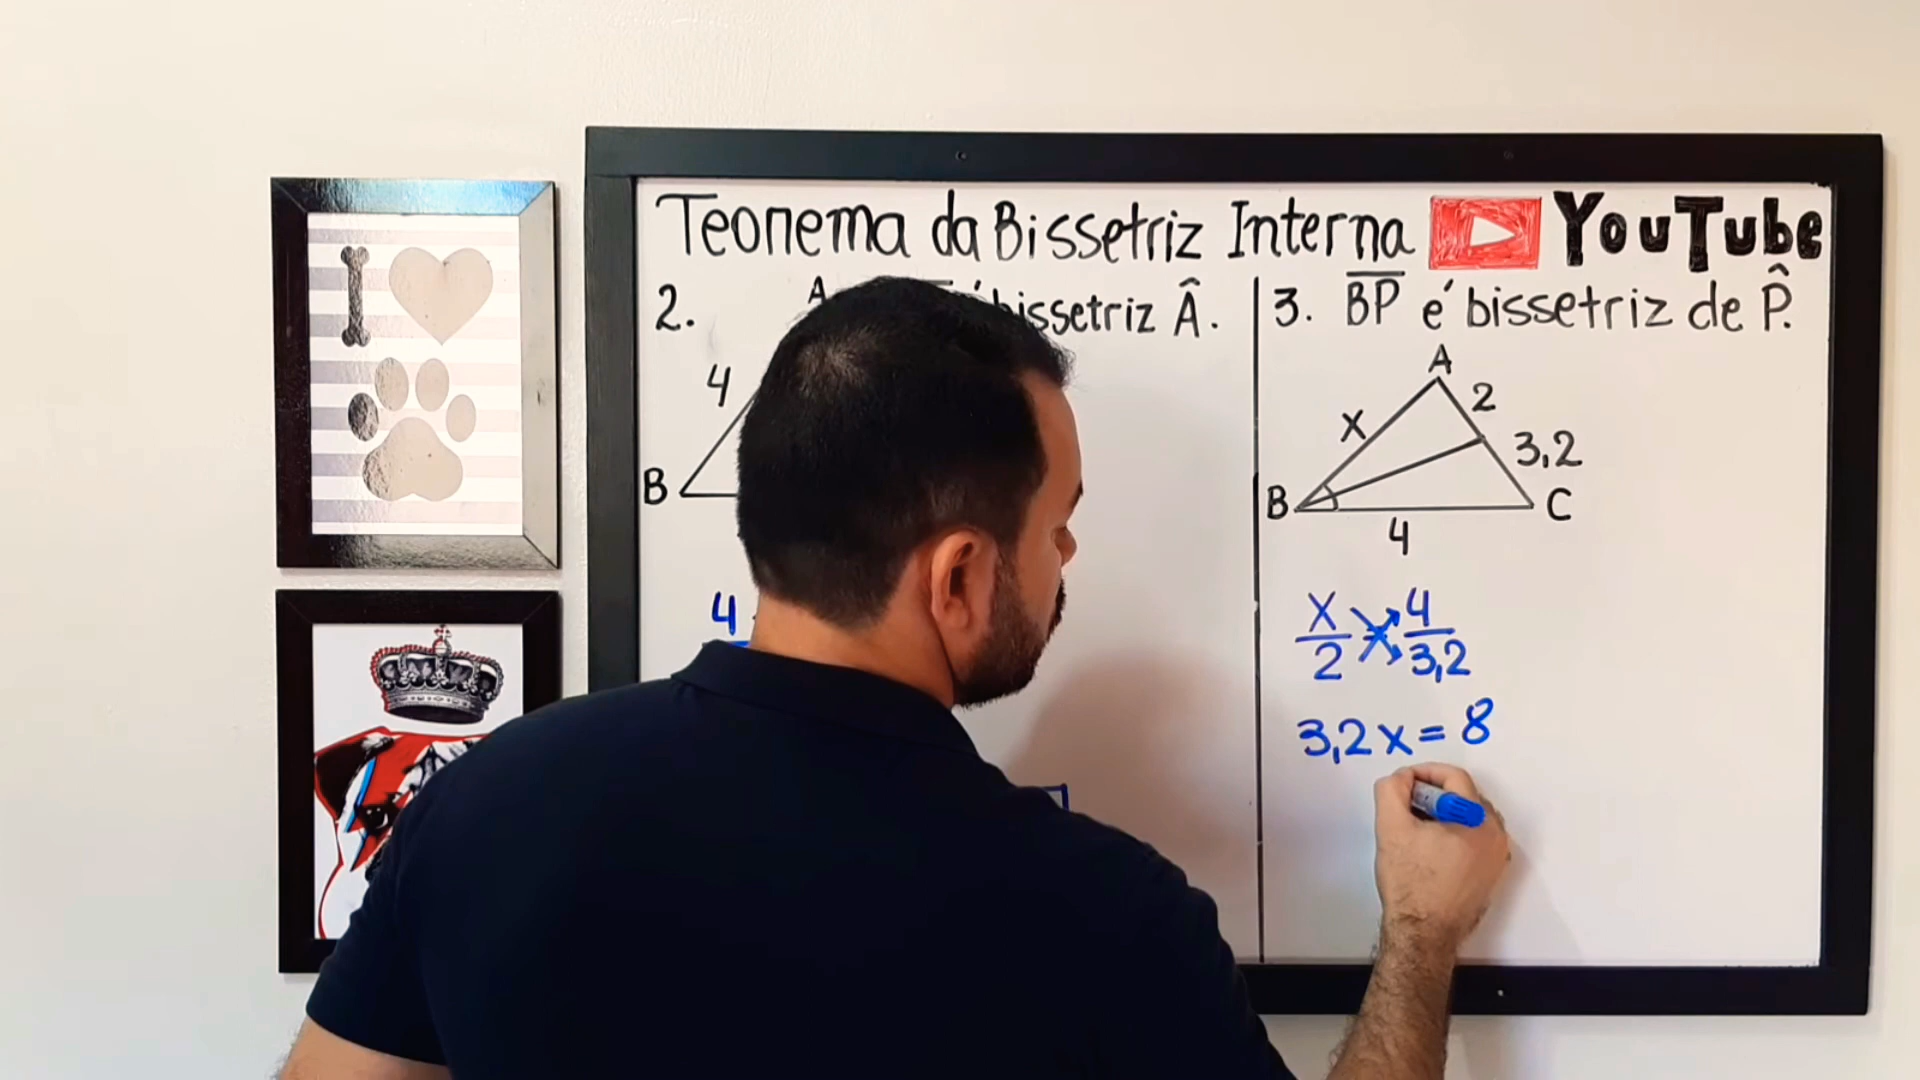 Teorema da Bissetriz Interna YouTube
2.
A
bissetriz Â.
4
B
4
3. BP é bissetriz de P̂.
A
2
x
3,2
B
C
4
x 4
2 3,2
3,2x = 8
I